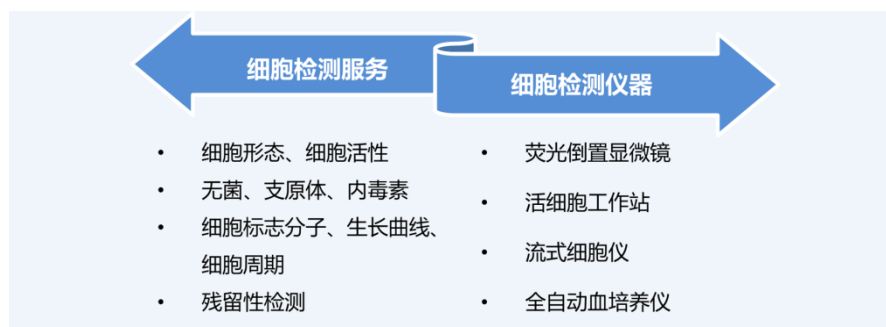 细胞检测服务
细胞检测仪器
• 细胞形态、细胞活性
• 无菌、支原体、内毒素
• 细胞标志分子、生长曲线、
细胞周期
• 残留性检测
• 荧光倒置显微镜
• 活细胞工作站
• 流式细胞仪
• 全自动血培养仪